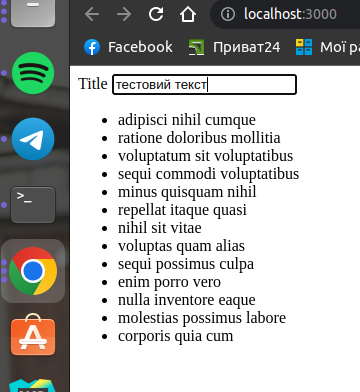 localhost:3000
Facebook Приват24 Мої р
Title тестовий текст
adipisci nihil cumque
ratione doloribus mollitia
voluptatum sit voluptatibus
sequi commodi voluptatibus
minus quisquam nihil
repellat itaque quasi
nihil sit vitae
voluptas quam alias
sequi possimus culpa
enim porro vero
nulla inventore eaque
molestias possimus labore
corporis quia cum